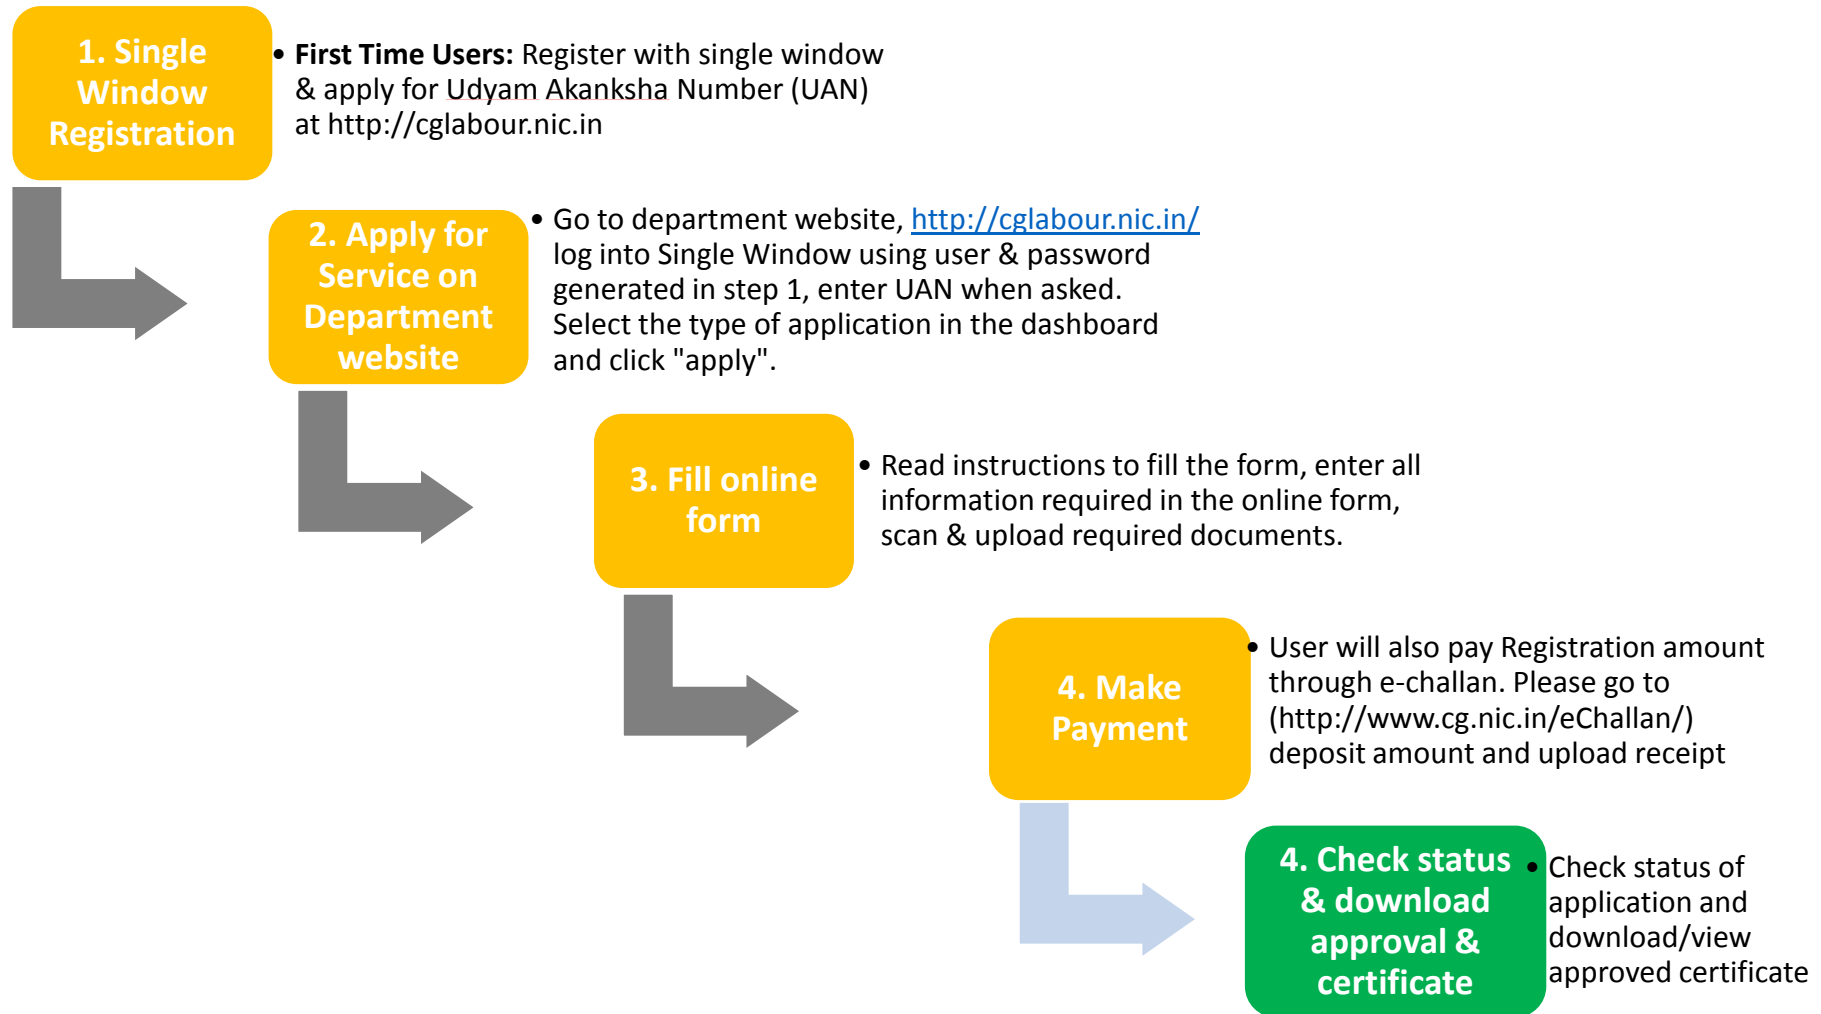 1. Single
Window
Registration
• First Time Users: Register with single window
& apply for Udyam Akanksha Number (UAN)
at http://cglabour.nic.in
2. Apply for
Service on
Department
website
• Go to department website, http://cglabour.nic.in/
log into Single Window using user & password
generated in step 1, enter UAN when asked.
Select the type of application in the dashboard
and click "apply".
3. Fill online
form
• Read instructions to fill the form, enter all
information required in the online form,
scan & upload required documents.
4. Make
Payment
• User will also pay Registration amount
through e-challan. Please go to
(http://www.cg.nic.in/eChallan/)
deposit amount and upload receipt
4. Check status
& download
approval &
certificate
• Check status of
application and
download/view
approved certificate